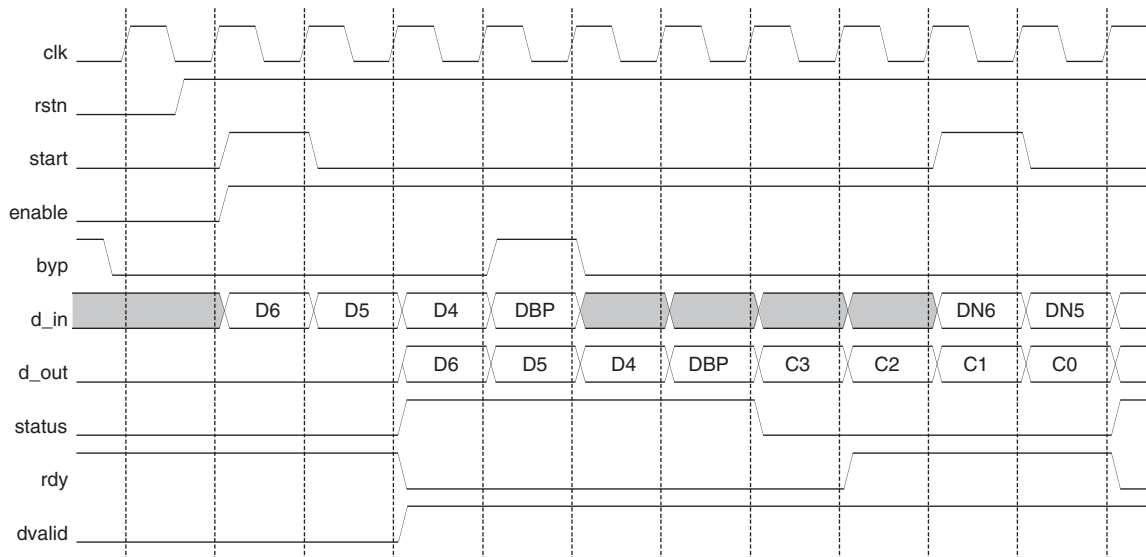 clk
rstn
start
enable
byp
d_in D6 D5 D4 DBP DN6 DN5
d_out D6 D5 D4 DBP C3 C2 C1 C0
status
rdy
dvalid